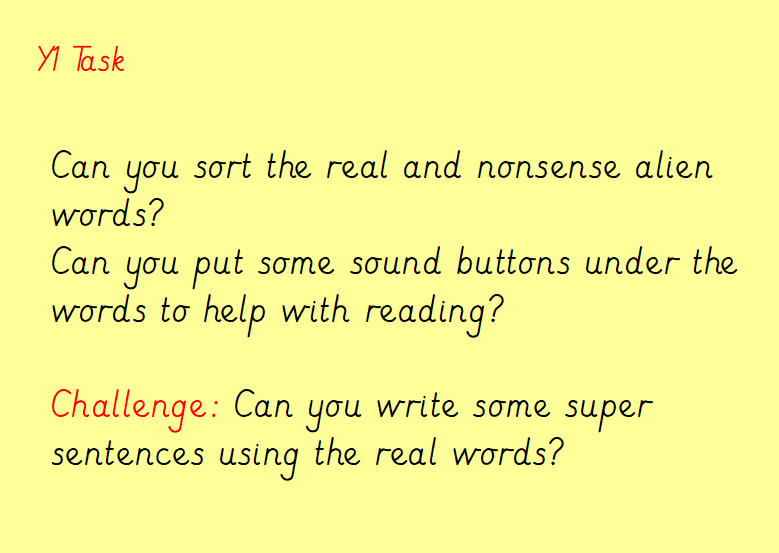 Y1 Task
Can you sort the real and nonsense alien
words?
Can you put some sound buttons under the
words to help with reading?
Challenge: Can you write some super
sentences using the real words?